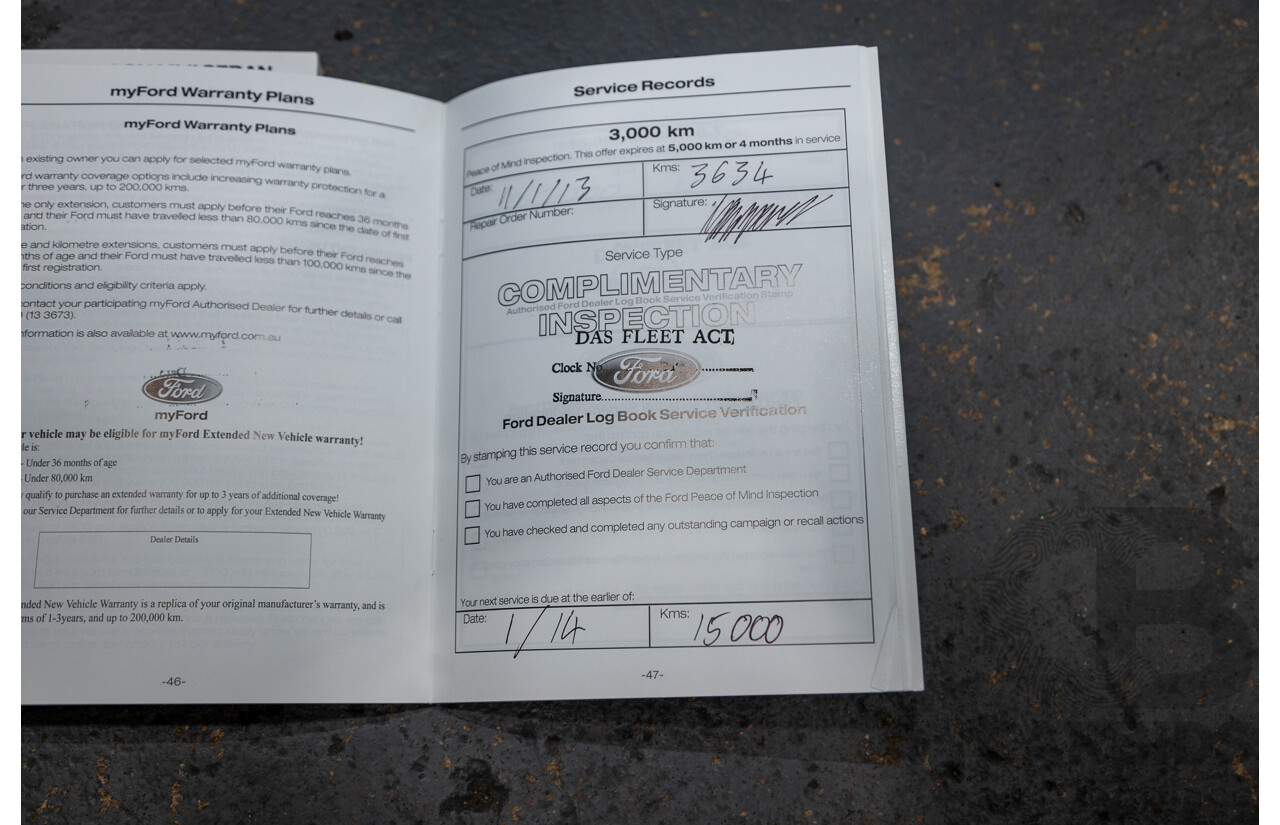 myFord Warranty Plans
myFord Warranty Plans
existing owner you can apply for selected myFord warranty plans.
rd warranty coverage options include increasing warranty protection for a
r three years, up to 200,000 kms.
e only extension, customers must apply before their Ford reaches 36 months
and their Ford must have travelled less than 80,000 kms since the date of first
ation.
e and kilometre extensions, customers must apply before their Ford reaches
ths of age and their Ford must have travelled less than 100,000 kms since the
first registration.
conditions and eligibility criteria apply.
ontact your participating myFord Authorised Dealer for further details or call
(13 3673).
nformation is also available at www.myford.com.au
Ford
myFord
r vehicle may be eligible for myFord Extended New Vehicle warranty!
le is:
- Under 36 months of age
- Under 80,000 km
qualify to purchase an extended warranty for up to 3 years of additional coverage!
our Service Department for further details or to apply for your Extended New Vehicle Warranty
Dealer Details
nded New Vehicle Warranty is a replica of your original manufacturer's warranty, and is
ms of 1-3years, and up to 200,000 km.
-46-
Service Records
3,000 km
Peace of Mind Inspection. This offer expires at 5,000 km or 4 months in service
Date: 11/1/13 Kms: 3634
Repair Order Number: Signature:
Service Type
COMPLIMENTARY
Authorised Ford Dealer Log Book Service Verification Stamp
INSPECTION
DAS FLEET ACT
Clock No
Ford
Signature
Ford Dealer Log Book Service Verification
By stamping this service record you confirm that:
You are an Authorised Ford Dealer Service Department
You have completed all aspects of the Ford Peace of Mind Inspection
You have checked and completed any outstanding campaign or recall actions
Your next service is due at the earlier of:
Date: 1/14 Kms: 15000
-47-